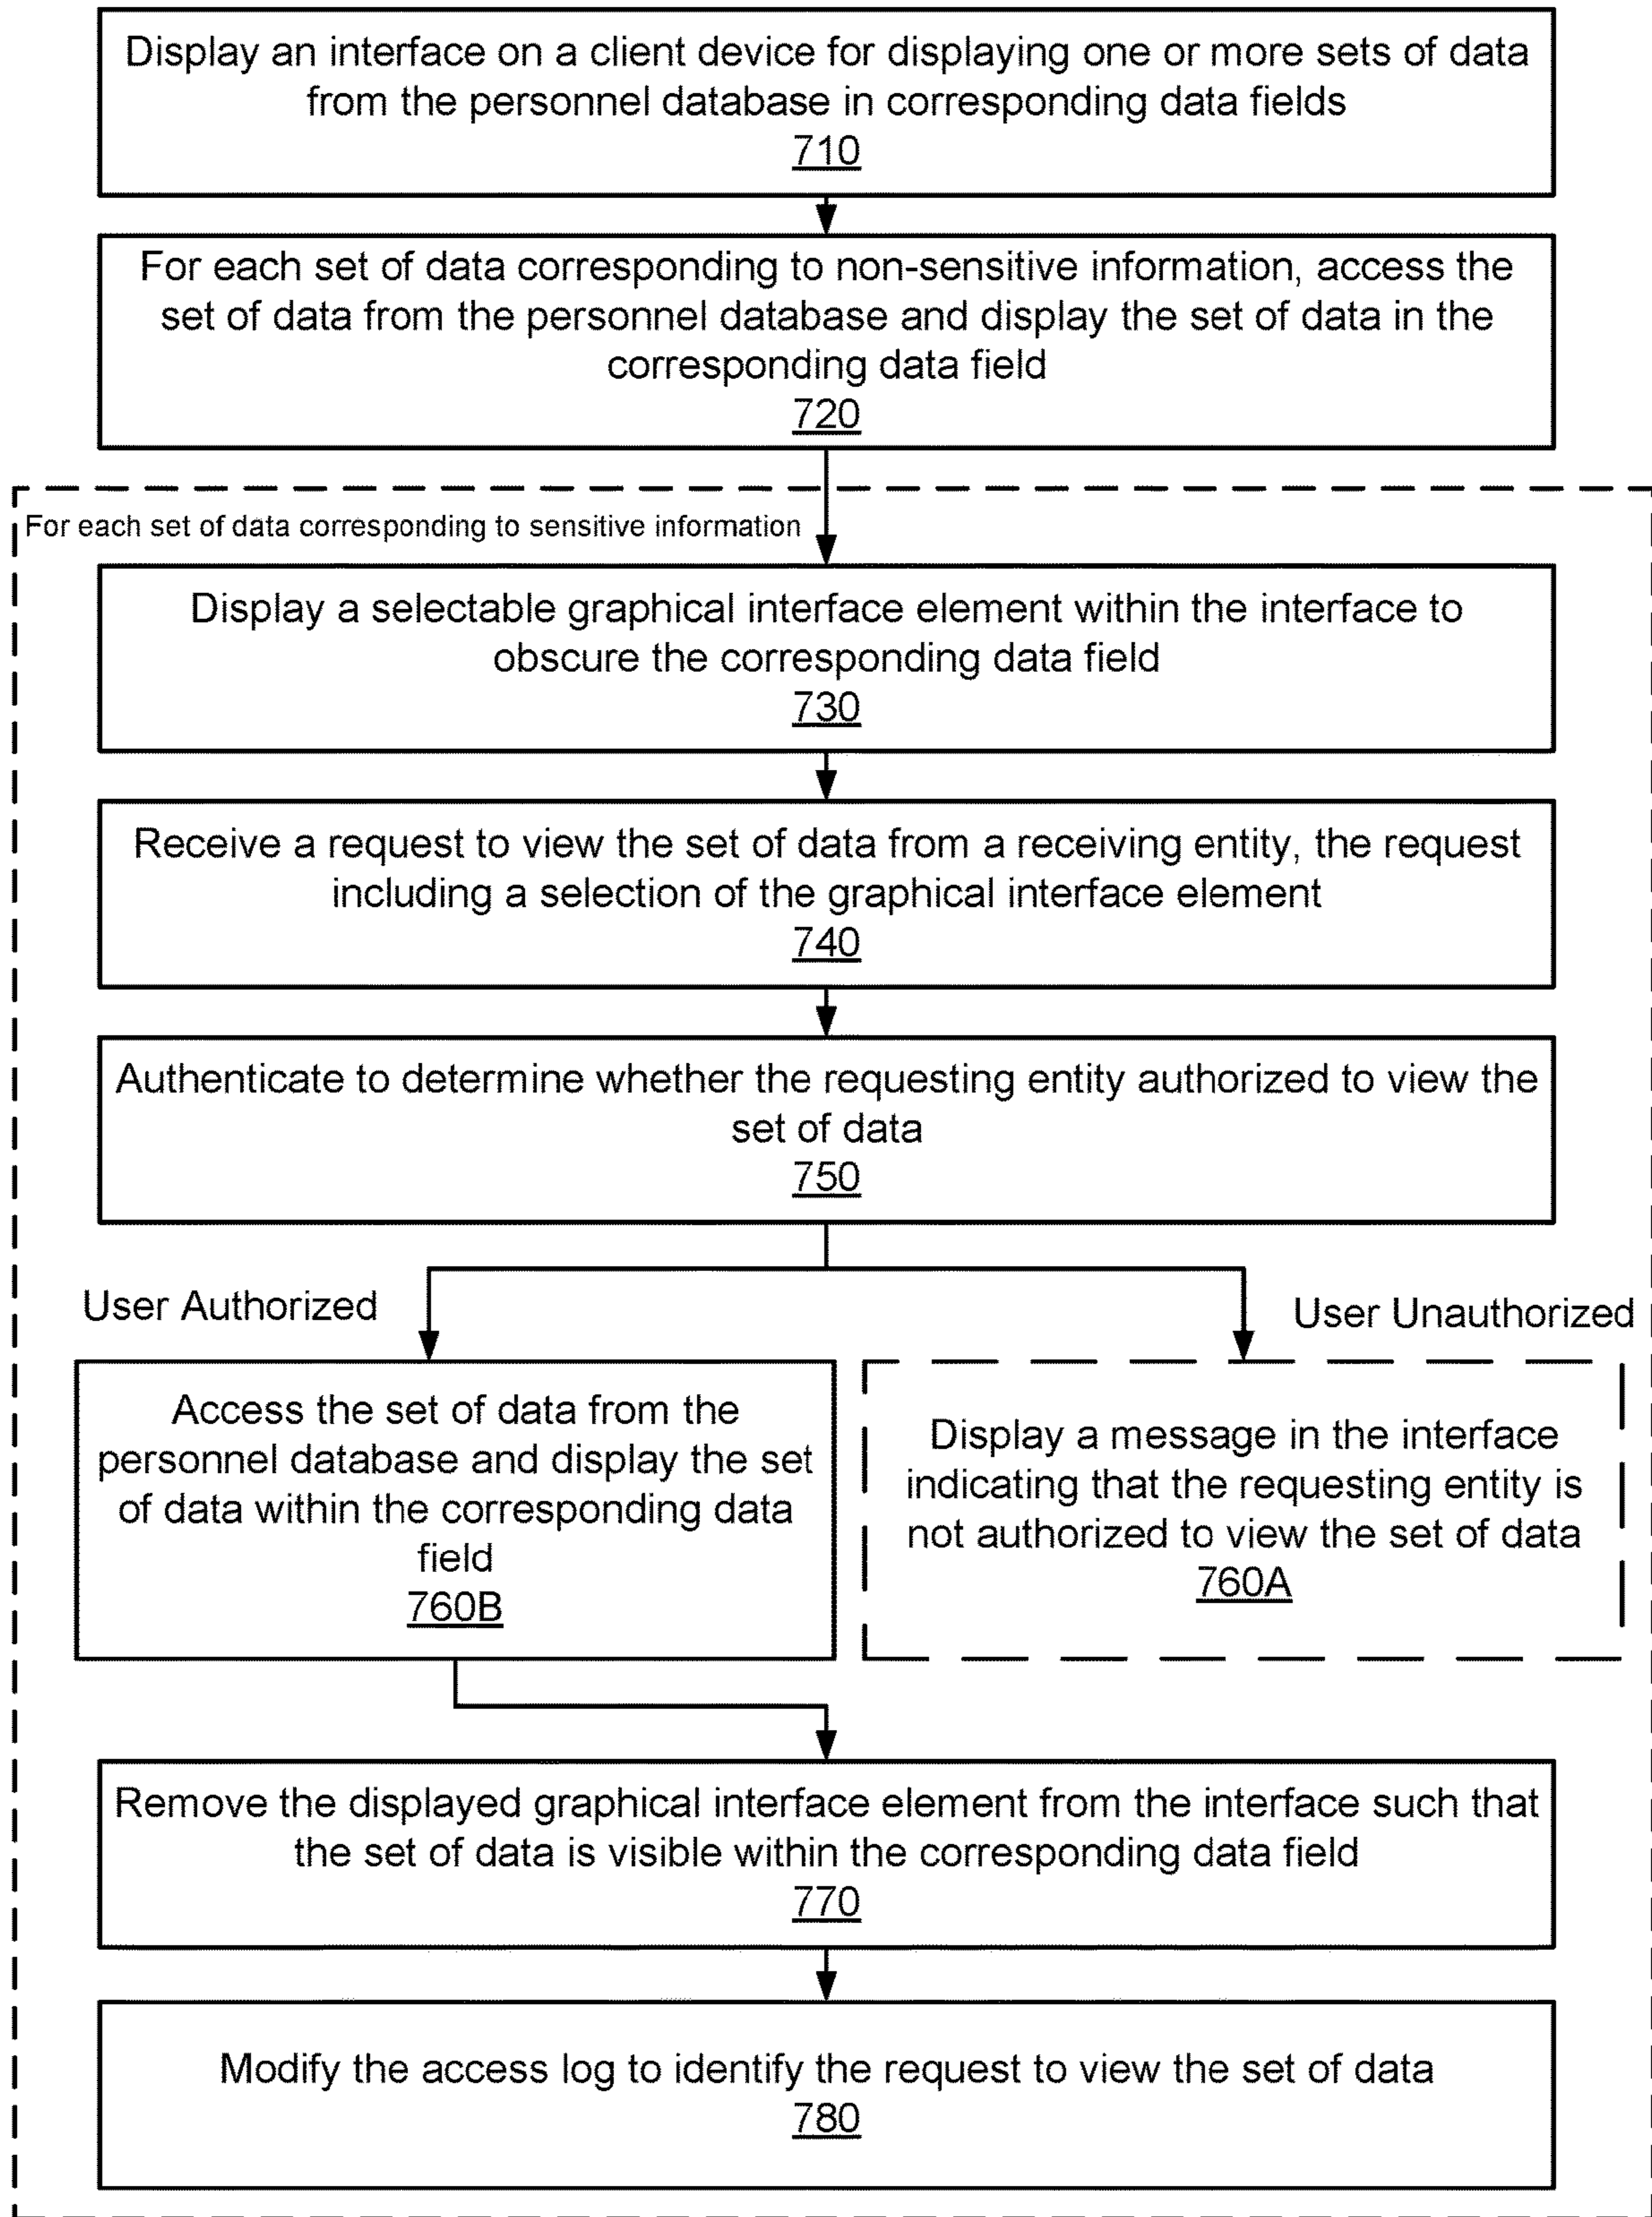 Display an interface on a client device for displaying one or more sets of data
from the personnel database in corresponding data fields
710
For each set of data corresponding to non-sensitive information, access the
set of data from the personnel database and display the set of data in the
corresponding data field
720
For each set of data corresponding to sensitive information
Display a selectable graphical interface element within the interface to
obscure the corresponding data field
730
Receive a request to view the set of data from a receiving entity, the request
including a selection of the graphical interface element
740
Authenticate to determine whether the requesting entity authorized to view the
set of data
750
User Authorized
User Unauthorized
Access the set of data from the
personnel database and display the set
of data within the corresponding data
field
760B
Display a message in the interface
indicating that the requesting entity is
not authorized to view the set of data
760A
Remove the displayed graphical interface element from the interface such that
the set of data is visible within the corresponding data field
770
Modify the access log to identify the request to view the set of data
780